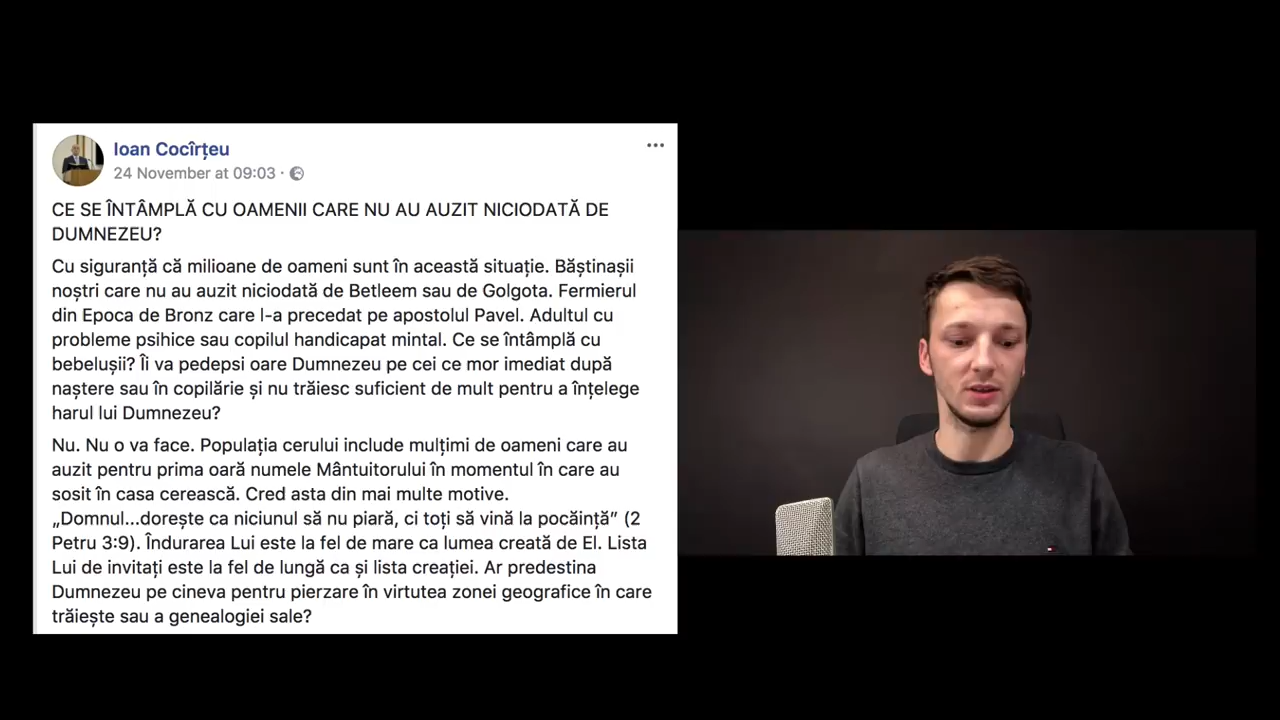 Ioan Cocîrțeu
24 November at 09:03 ·
CE SE ÎNTÂMPLĂ CU OAMENII CARE NU AU AUZIT NICIODATĂ DE
DUMNEZEU?
Cu siguranță că milioane de oameni sunt în această situație. Băștinașii
noștri care nu au auzit niciodată de Betleem sau de Golgota. Fermierul
din Epoca de Bronz care l-a precedat pe apostolul Pavel. Adultul cu
probleme psihice sau copilul handicapat mintal. Ce se întâmplă cu
bebelușii? Îi va pedepsi oare Dumnezeu pe cei ce mor imediat după
naștere sau în copilărie și nu trăiesc suficient de mult pentru a înțelege
harul lui Dumnezeu?
Nu. Nu o va face. Populația cerului include mulțimi de oameni care au
auzit pentru prima oară numele Mântuitorului în momentul în care au
sosit în casa cerească. Cred asta din mai multe motive.
„Domnul...dorește ca niciunul să nu piară, ci toți să vină la pocăință” (2
Petru 3:9). Îndurarea Lui este la fel de mare ca lumea creată de El. Lista
Lui de invitați este la fel de lungă ca și lista creației. Ar predestina
Dumnezeu pe cineva pentru pierzare în virtutea zonei geografice în care
trăiește sau a genealogiei sale?